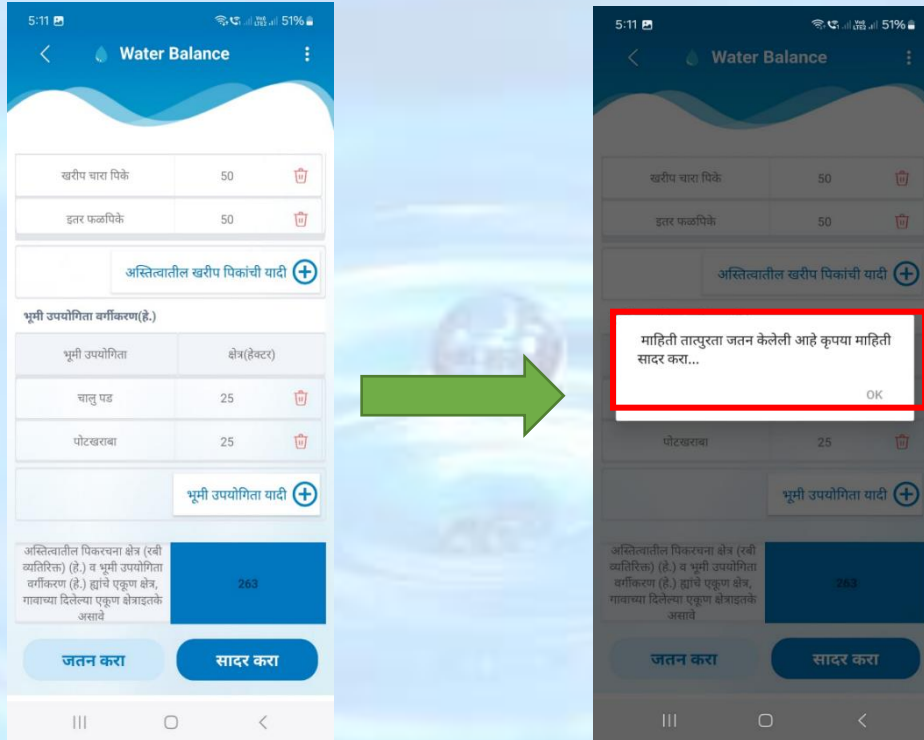 5:11 51%
Water Balance
खरीप चारा पिके 50
इतर फळपिके 50
अस्तित्वातील खरीप पिकांची यादी
भूमी उपयोगिता वर्गीकरण(हे.)
भूमी उपयोगिता क्षेत्र(हेक्टर)
चालु पड 25
पोटखराबा 25
भूमी उपयोगिता यादी
अस्तित्वातील पिकरचना क्षेत्र (रबी
व्यतिरिक्त) (हे.) व भूमी उपयोगिता
वर्गीकरण (हे.) ह्यांचे एकूण क्षेत्र,
गावाच्या दिलेल्या एकूण क्षेत्राइतके
असावे
263
जतन करा सादर करा
5:11 51%
Water Balance
खरीप चारा पिके 50
इतर फळपिके 50
अस्तित्वातील खरीप पिकांची यादी
माहिती तात्पुरता जतन केलेली आहे कृपया माहिती
सादर करा...
OK
पोटखराबा 25
भूमी उपयोगिता यादी
अस्तित्वातील पिकरचना क्षेत्र (रबी
व्यतिरिक्त) (हे.) व भूमी उपयोगिता
वर्गीकरण (हे.) ह्यांचे एकूण क्षेत्र,
गावाच्या दिलेल्या एकूण क्षेत्राइतके
असावे
263
जतन करा सादर करा